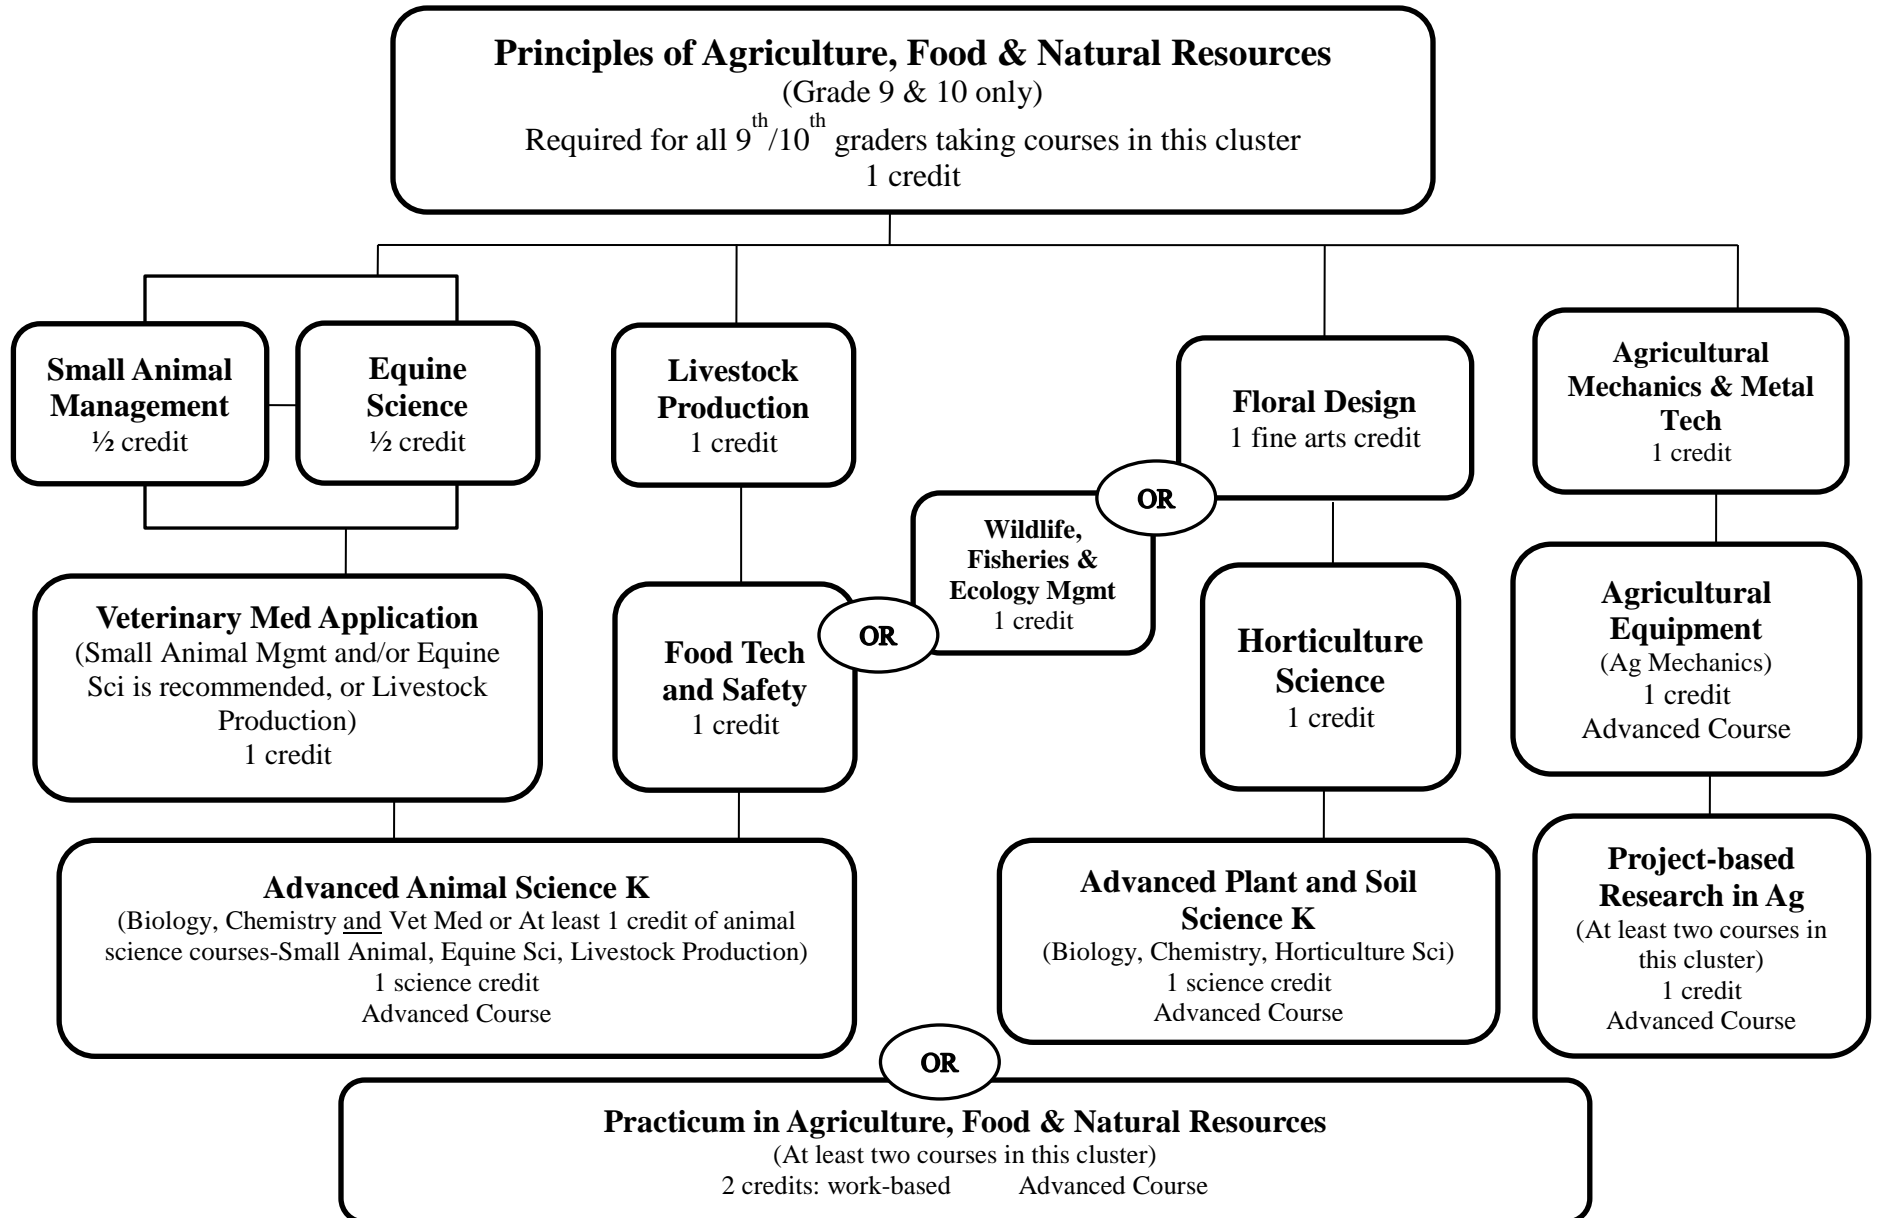 Principles of Agriculture, Food & Natural Resources
(Grade 9 & 10 only)
Required for all 9th/10th graders taking courses in this cluster
1 credit
Small Animal
Management
½ credit
Equine
Science
½ credit
Livestock
Production
1 credit
Floral Design
1 fine arts credit
Agricultural
Mechanics & Metal
Tech
1 credit
OR
Wildlife,
Fisheries &
Ecology Mgmt
1 credit
OR
Veterinary Med Application
(Small Animal Mgmt and/or Equine
Sci is recommended, or Livestock
Production)
1 credit
Food Tech
and Safety
1 credit
Horticulture
Science
1 credit
Agricultural
Equipment
(Ag Mechanics)
1 credit
Advanced Course
Advanced Animal Science K
(Biology, Chemistry and Vet Med or At least 1 credit of animal
science courses-Small Animal, Equine Sci, Livestock Production)
1 science credit
Advanced Course
Advanced Plant and Soil
Science K
(Biology, Chemistry, Horticulture Sci)
1 science credit
Advanced Course
Project-based
Research in Ag
(At least two courses in
this cluster)
1 credit
Advanced Course
OR
Practicum in Agriculture, Food & Natural Resources
(At least two courses in this cluster)
2 credits: work-based Advanced Course